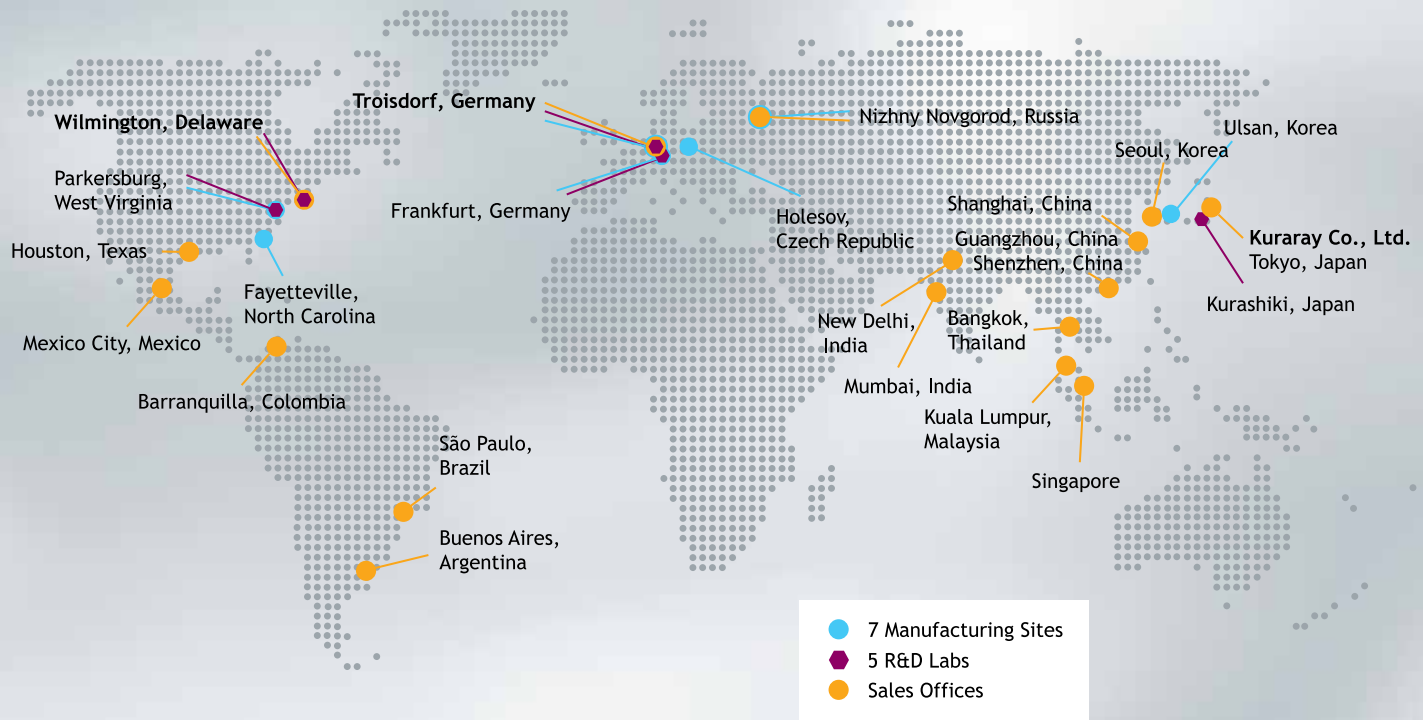 Troisdorf, Germany
Wilmington, Delaware
Nizhny Novgorod, Russia
Ulsan, Korea
Seoul, Korea
Parkersburg,
West Virginia
Frankfurt, Germany
Holesov,
Czech Republic
Shanghai, China
Guangzhou, China
Shenzhen, China
Kuraray Co., Ltd.
Tokyo, Japan
Houston, Texas
Fayetteville,
North Carolina
Kurashiki, Japan
New Delhi,
India
Bangkok,
Thailand
Mexico City, Mexico
Mumbai, India
Barranquilla, Colombia
Kuala Lumpur,
Malaysia
São Paulo,
Brazil
Singapore
Buenos Aires,
Argentina
7 Manufacturing Sites
5 R&D Labs
Sales Offices